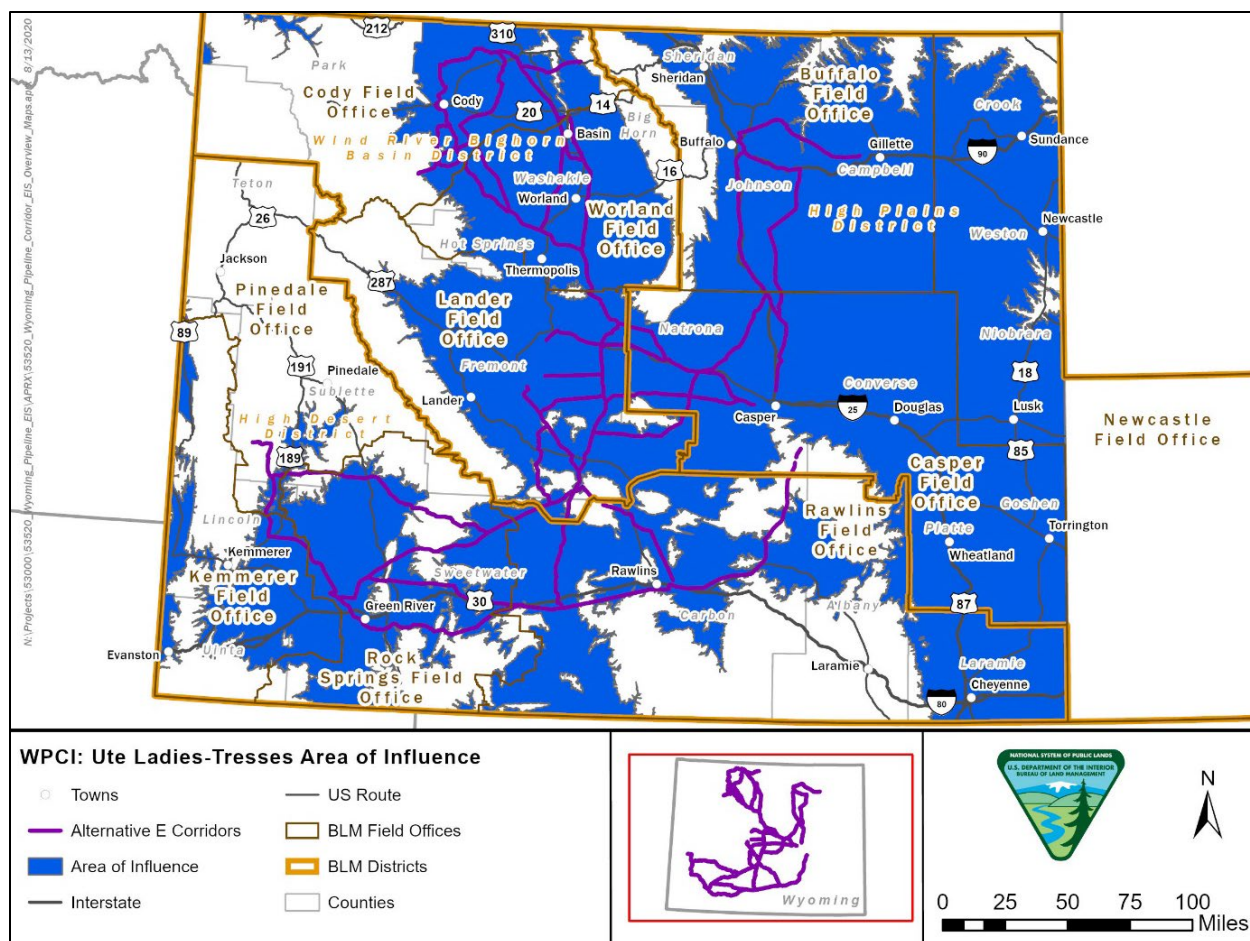 N:\Projects\53000\53520_Wyoming_Pipeline_EIS\APRX\53520_Wyoming_Pipeline_Corridor_EIS_Overview_Maps.aprx 8/13/2020
212
310
Park
Sheridan
Sheridan
Buffalo
Field
Office
Cody Field
Office
Cody
20
14
Big
Horn
Crook
Wind River Bighorn
Basin District
Basin
Buffalo
Gillette
90
Sundance
Teton
Washakie
16
Johnson
Campbell
Worland
Worland
Field
Office
High Plains
District
Newcastle
Weston
26
Hot Springs
Thermopolis
Jackson
287
Pinedale
Field
Office
Lander
Field
Office
Natrona
Niobrara
89
191
Pinedale
Sublette
Fremont
18
Converse
Lander
Casper
25
Douglas
Lusk
Newcastle
Field Office
High Desert
District
189
85
Casper
Field
Office
Goshen
Lincoln
Rawlins
Field
Office
Platte
Torrington
Wheatland
Kemmerer
Kemmerer
Field
Office
Sweetwater
Rawlins
Green River
30
Carbon
Albany
87
Evanston
Uinta
Rock
Springs Field
Office
Laramie
Laramie
Cheyenne
80
WPCI: Ute Ladies-Tresses Area of Influence
Towns
US Route
Alternative E Corridors
BLM Field Offices
Area of Influence
BLM Districts
Interstate
Counties
Wyoming
NATIONAL SYSTEM OF PUBLIC LANDS
U.S. DEPARTMENT OF THE INTERIOR
BUREAU OF LAND MANAGEMENT
N
0 25 50 75 100
Miles